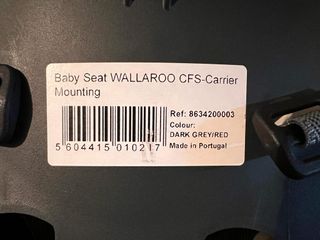 Baby Seat WALLAROO CFS-Carrier
Mounting
Ref: 8634200003
Colour:
DARK GREY/RED
Made in Portugal
5 604415 010217